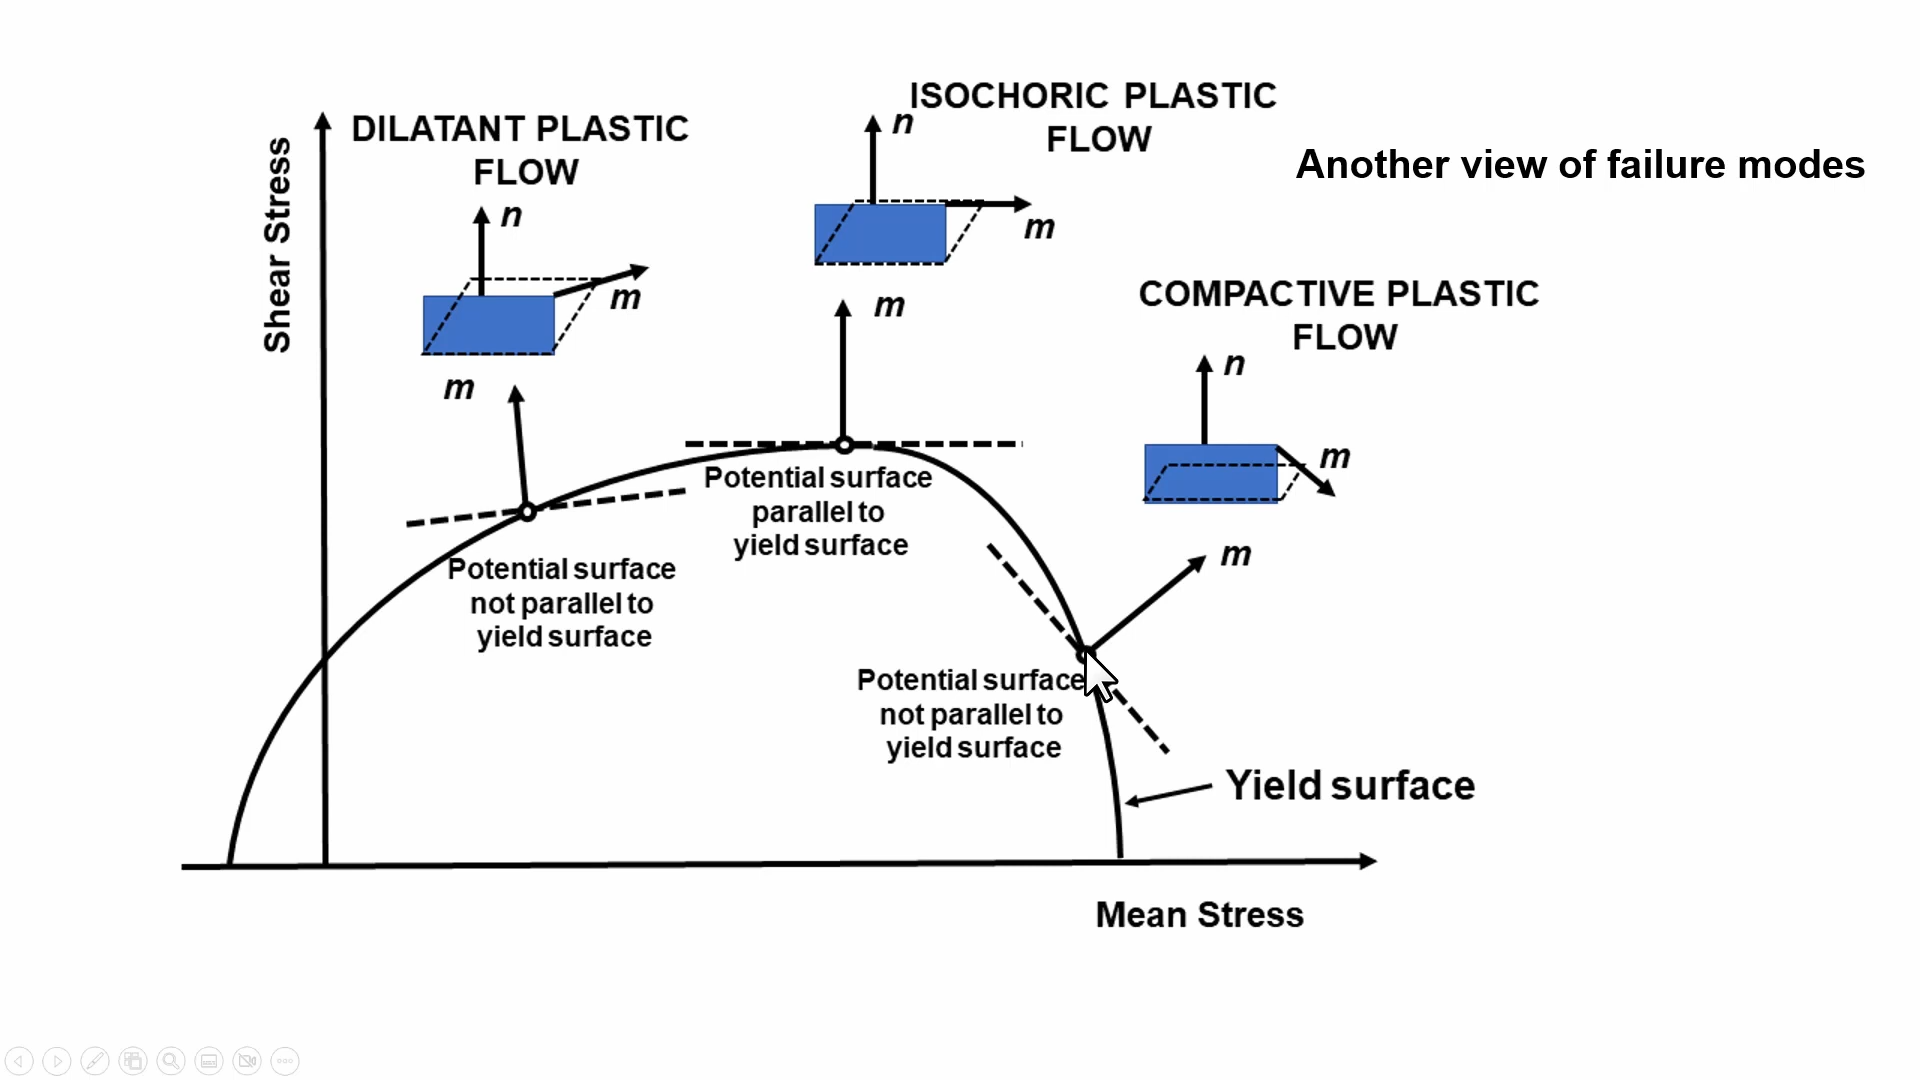 Another view of failure modes
Shear Stress
DILATANT PLASTIC
FLOW
n
m
m
ISOCHORIC PLASTIC
FLOW
n
m
m
COMPACTIVE PLASTIC
FLOW
n
m
m
Potential surface
not parallel to
yield surface
Potential surface
parallel to
yield surface
Potential surface
not parallel to
yield surface
Yield surface
Mean Stress